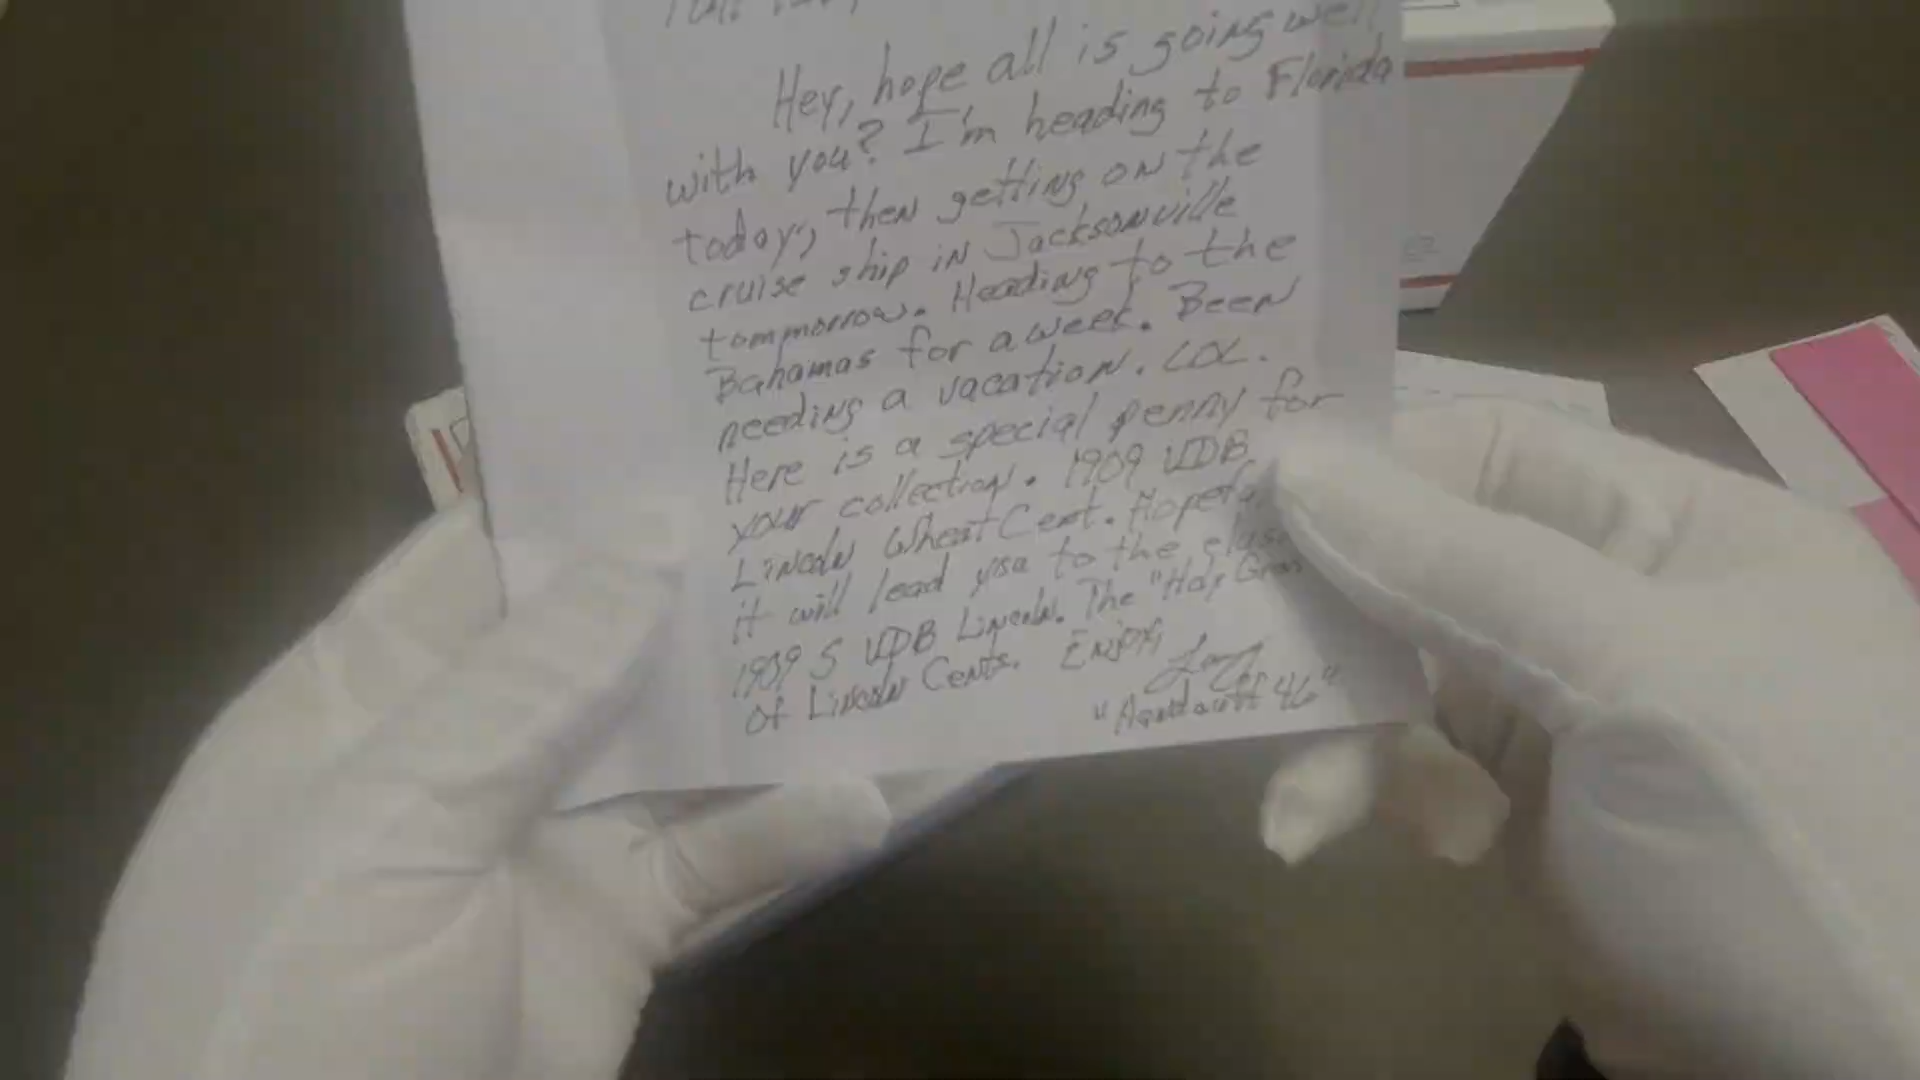 Hey, hope all is going well
with you? I'm heading to Florida
today, then getting on the
cruise ship in Jacksonville
tommorrow. Heading to the
Bahamas for a week. Been
needing a vacation. LOL.
Here is a special penny for
your collection. 1909 VDB
Lincoln Wheat Cent.
it will lead you to the
1909 S VDB Lincoln. The "Holy
Of Lincoln Cents. Enjoy,